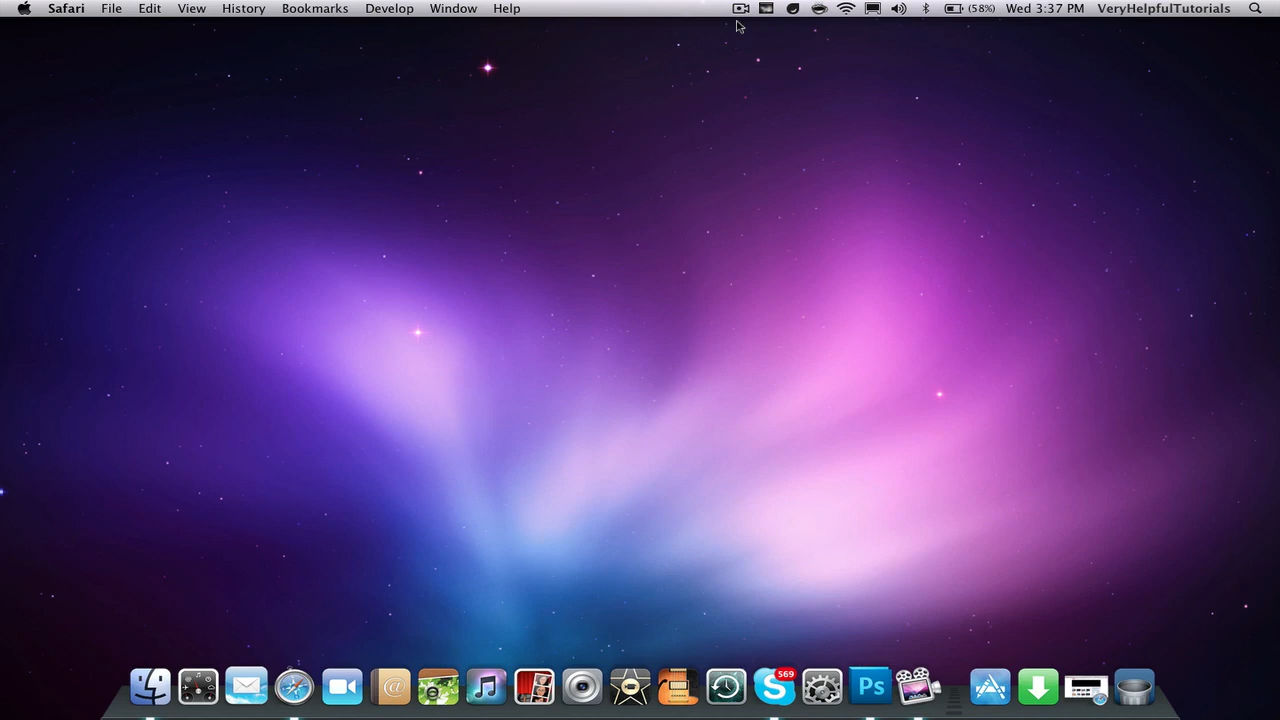 Safari File Edit View History Bookmarks Develop Window Help (58%) Wed 3:37 PM VeryHelpfulTutorials
569
@ Ps